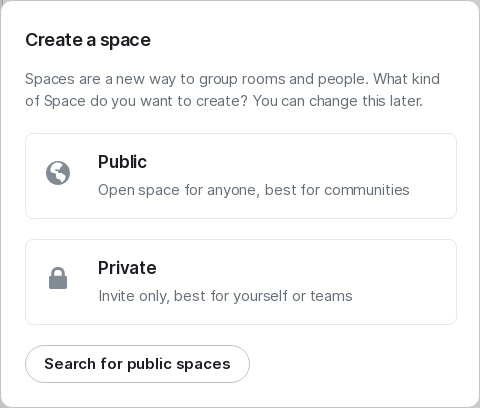 Create a space
Spaces are a new way to group rooms and people. What kind
of Space do you want to create? You can change this later.
Public
Open space for anyone, best for communities
Private
Invite only, best for yourself or teams
Search for public spaces